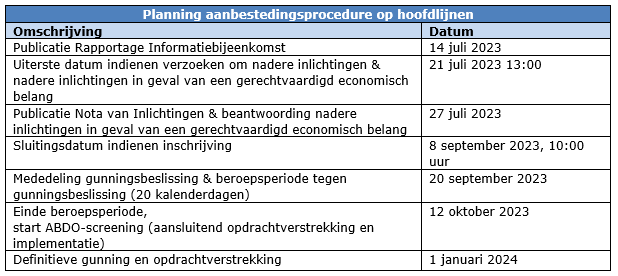 Planning aanbestedingsprocedure op hoofdlijnen
Omschrijving Datum
Publicatie Rapportage Informatiebijeenkomst 14 juli 2023
Uiterste datum indienen verzoeken om nadere inlichtingen & 21 juli 2023 13:00
nadere inlichtingen in geval van een gerechtvaardigd economisch
belang
Publicatie Nota van Inlichtingen & beantwoording nadere 27 juli 2023
inlichtingen in geval van een gerechtvaardigd economisch belang
Sluitingsdatum indienen inschrijving 8 september 2023, 10:00
uur
Mededeling gunningsbeslissing & beroepsperiode tegen 20 september 2023
gunningsbeslissing (20 kalenderdagen)
Einde beroepsperiode, 12 oktober 2023
start ABDO-screening (aansluitend opdrachtverstrekking en
implementatie)
Definitieve gunning en opdrachtverstrekking 1 januari 2024